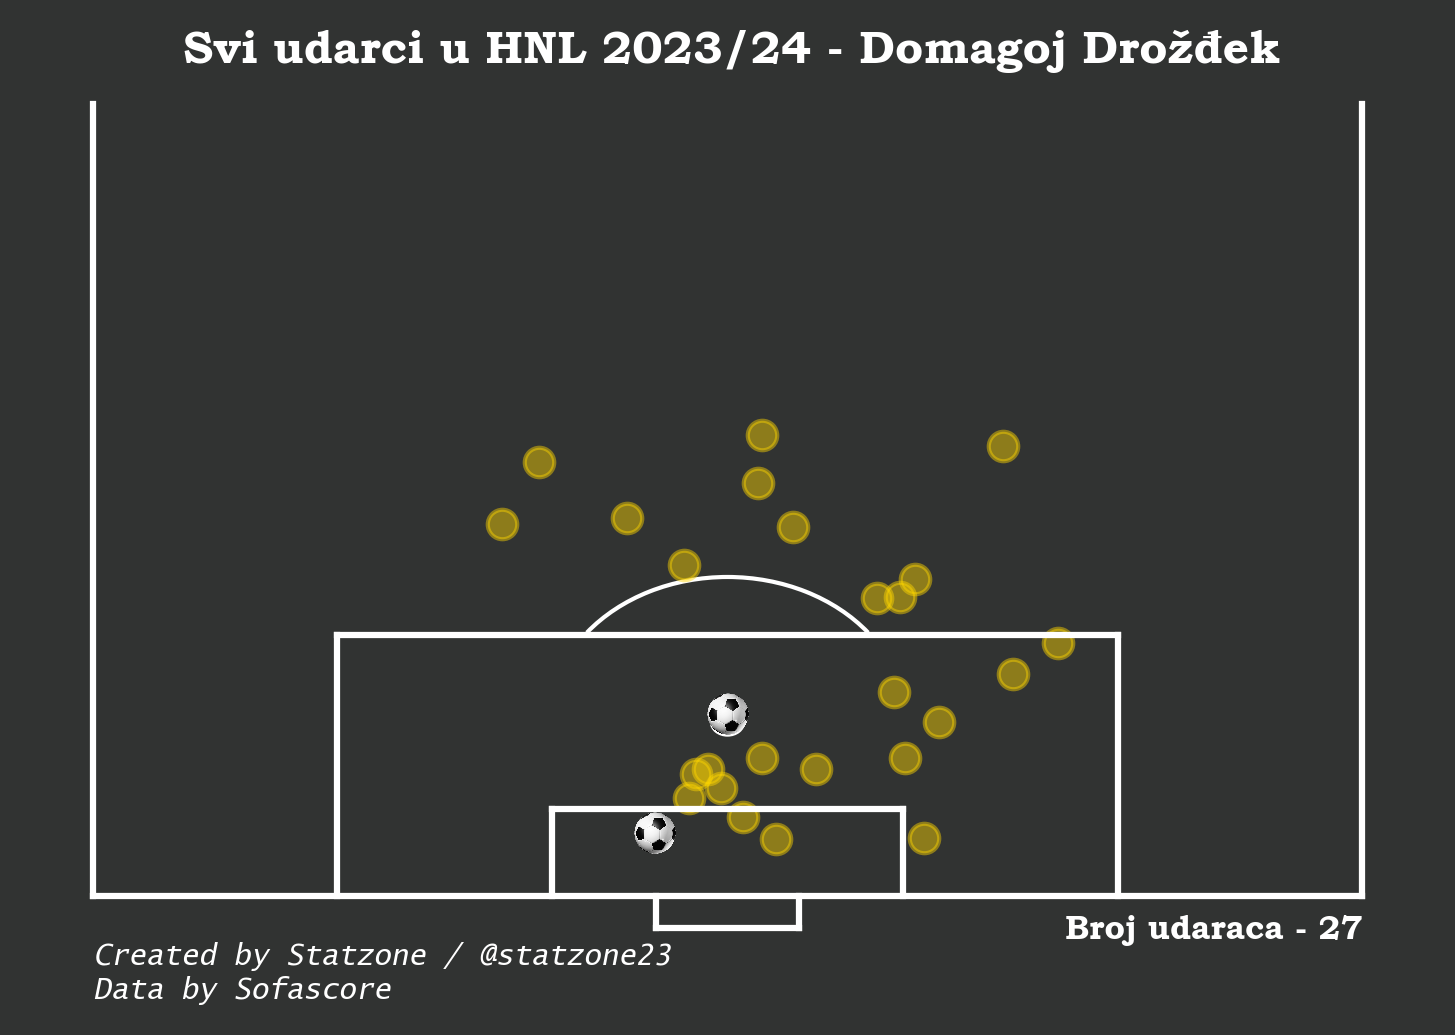 Svi udarci u HNL 2023/24 - Domagoj Drožđek
Broj udaraca - 27
Created by Statzone / @statzone23
Data by Sofascore